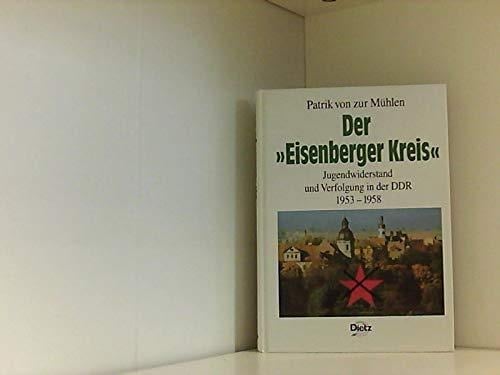 Patrik von zur Mühlen
Der
»Eisenberger Kreis«
Jugendwiderstand
und Verfolgung in der DDR
1953–1958
Dietz